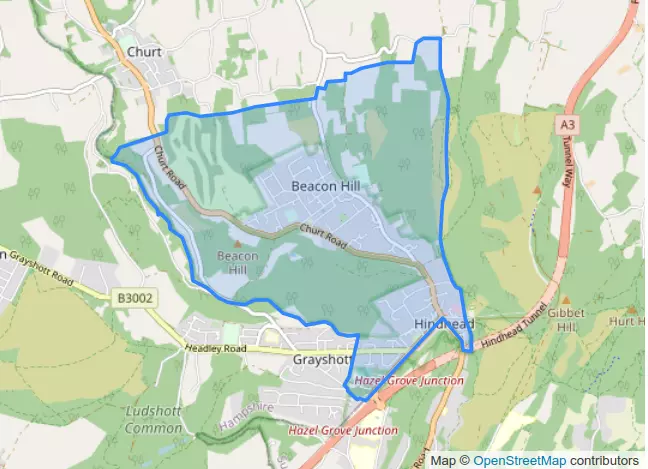 Churt
A3
Tunnel Way
Churt Road
Beacon Hill
Churt Road
Beacon
Hill
Grayshott Road
B3002
Gibbet
Hill
Hurt H
Hindhead
Hindhead Tunnel
Headley Road
Grayshott
Hazel Grove Junction
Ludshott
Common
Hampshire
Hazel Grove Junction
Map © OpenStreetMap contributors